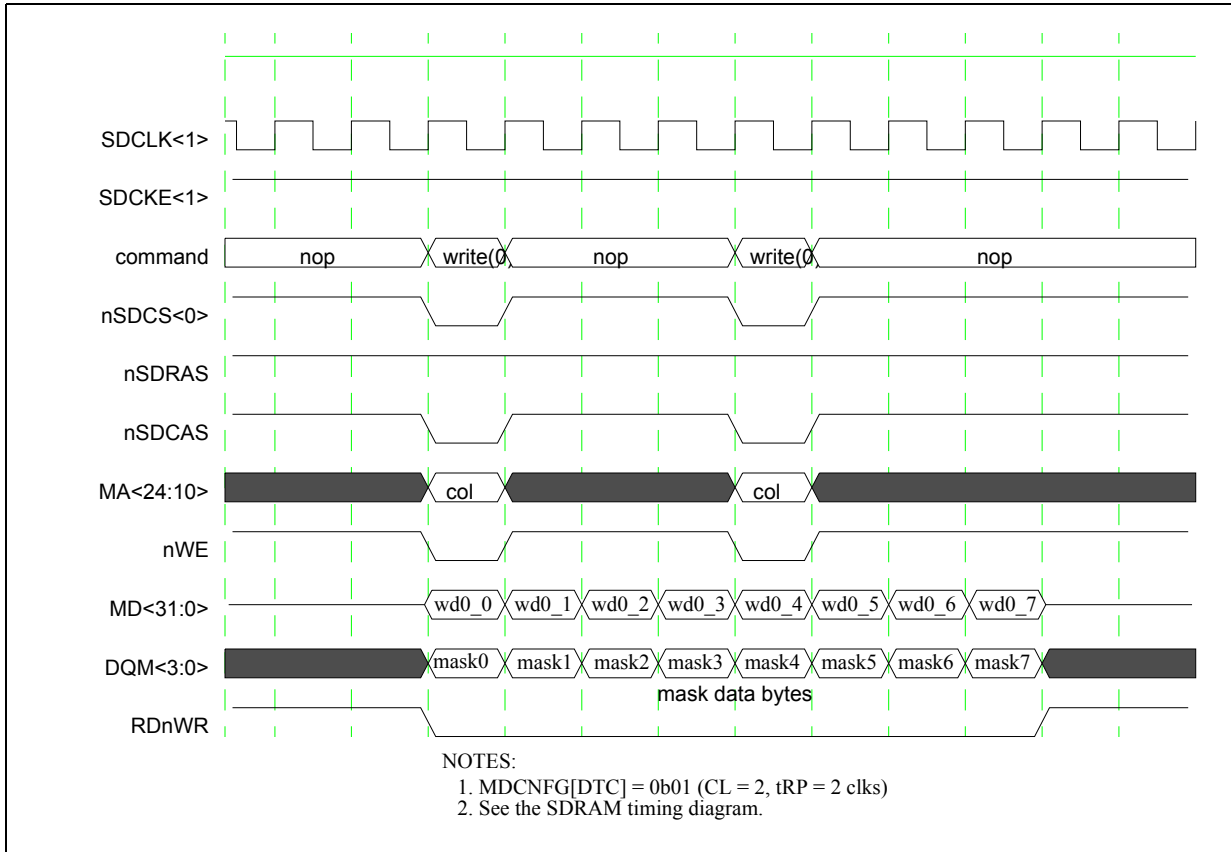 SDCLK<1>
SDCKE<1>
command nop write(0, nop write(0, nop
nSDCS<0>
nSDRAS
nSDCAS
MA<24:10> col col
nWE
MD<31:0> wd0_0 wd0_1 wd0_2 wd0_3 wd0_4 wd0_5 wd0_6 wd0_7
DQM<3:0> mask0 mask1 mask2 mask3 mask4 mask5 mask6 mask7
mask data bytes
RDnWR
NOTES:
1. MDCNFG[DTC] = 0b01 (CL = 2, tRP = 2 clks)
2. See the SDRAM timing diagram.